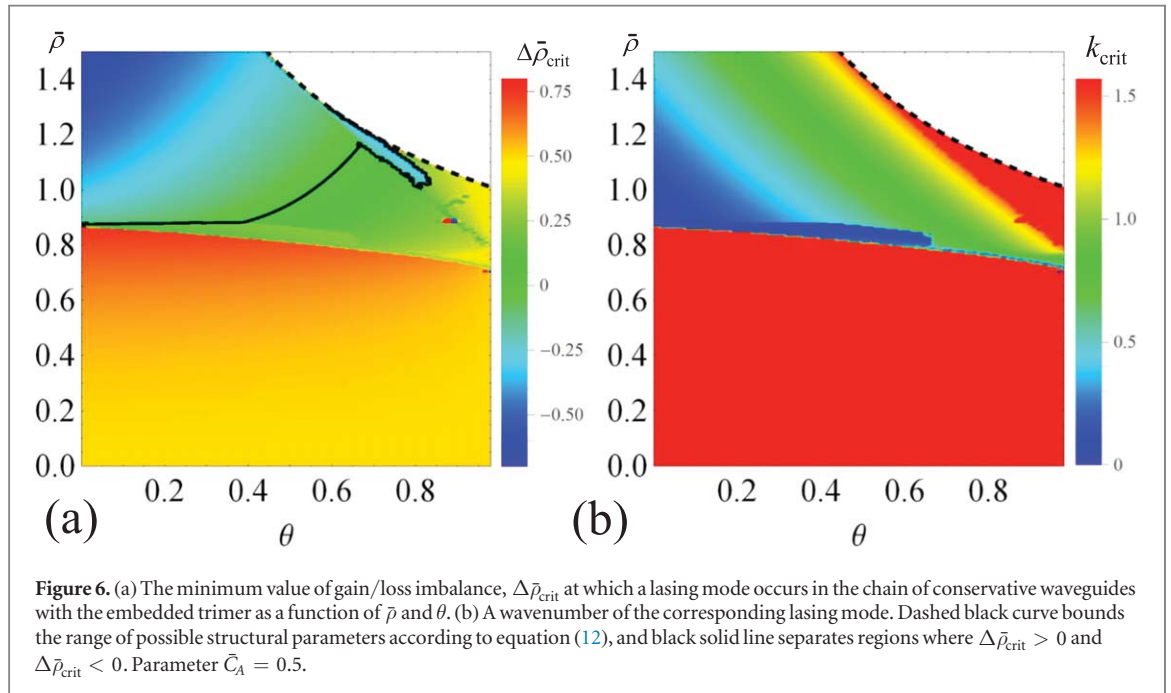 ρ̄
Δρ̄crit
1.4
1.2
1.0
0.8
0.6
0.4
0.2
0.0
0.2 0.4 0.6 0.8
θ
(a)
0.75
0.50
0.25
0
−0.25
−0.50
ρ̄
kcrit
1.4
1.2
1.0
0.8
0.6
0.4
0.2
0.0
0.2 0.4 0.6 0.8
θ
(b)
1.5
1.0
0.5
0
Figure 6. (a) The minimum value of gain/loss imbalance, Δρ̄crit at which a lasing mode occurs in the chain of conservative waveguides
with the embedded trimer as a function of ρ̄ and θ. (b) A wavenumber of the corresponding lasing mode. Dashed black curve bounds
the range of possible structural parameters according to equation (12), and black solid line separates regions where Δρ̄crit > 0 and
Δρ̄crit < 0. Parameter C̄A = 0.5.